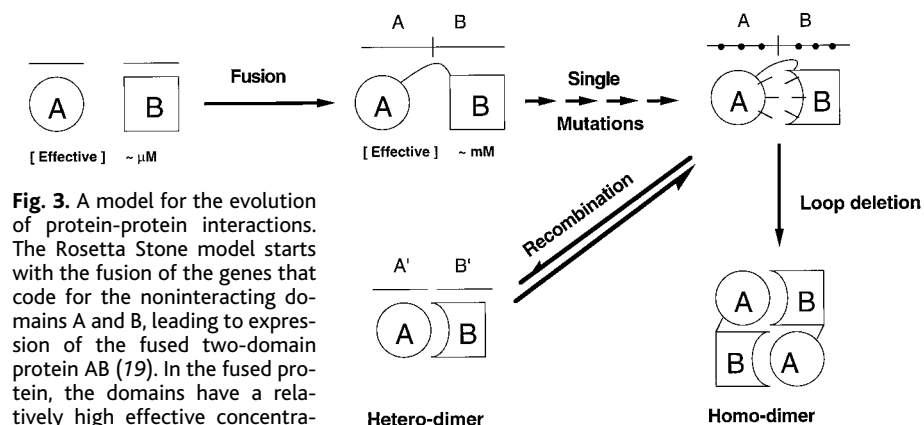 A B
A B
Fusion
Single
Mutations
A B
A B
A B
[ Effective ] ~ μM
[ Effective ] ~ mM
Fig. 3. A model for the evolution
of protein-protein interactions.
The Rosetta Stone model starts
with the fusion of the genes that
code for the noninteracting do-
mains A and B, leading to expres-
sion of the fused two-domain
protein AB (19). In the fused pro-
tein, the domains have a rela-
tively high effective concentra-
Recombination
Loop deletion
A' B'
A B
Hetero-dimer
A B
B A
Homo-dimer